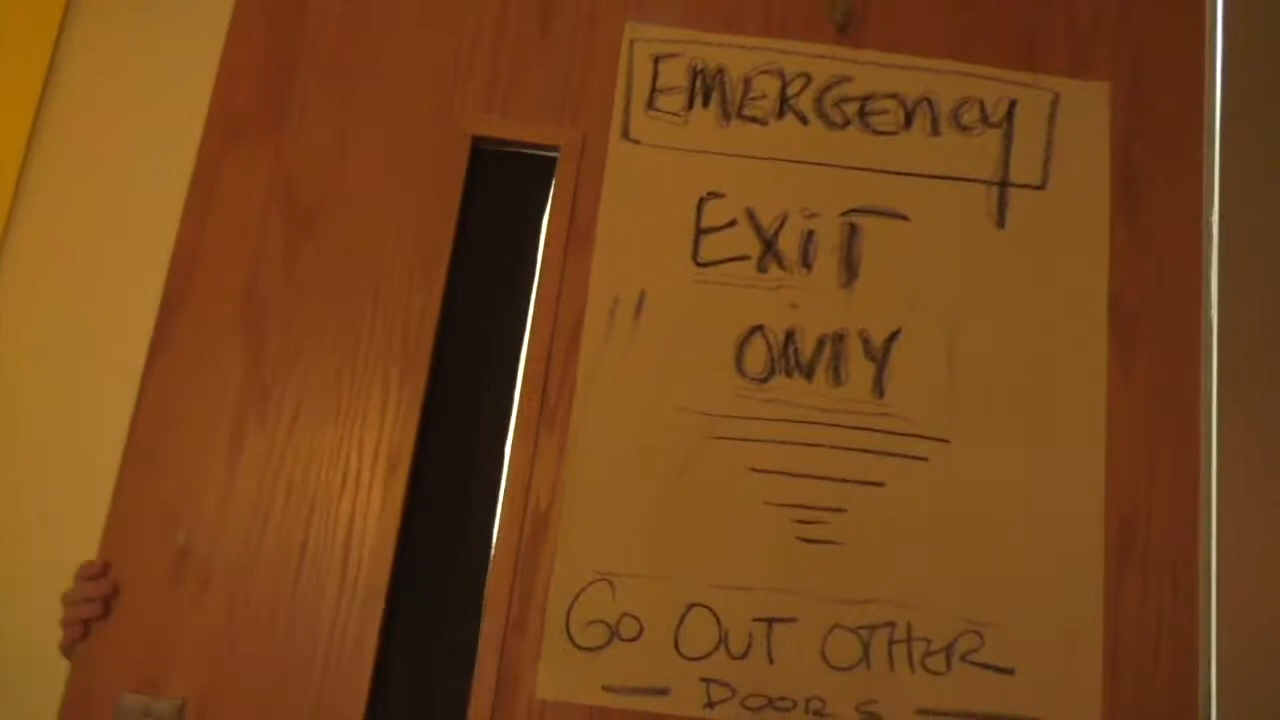 EMERGENCY
EXiT
ONLY
GO OUT OTHER
— DOORS —